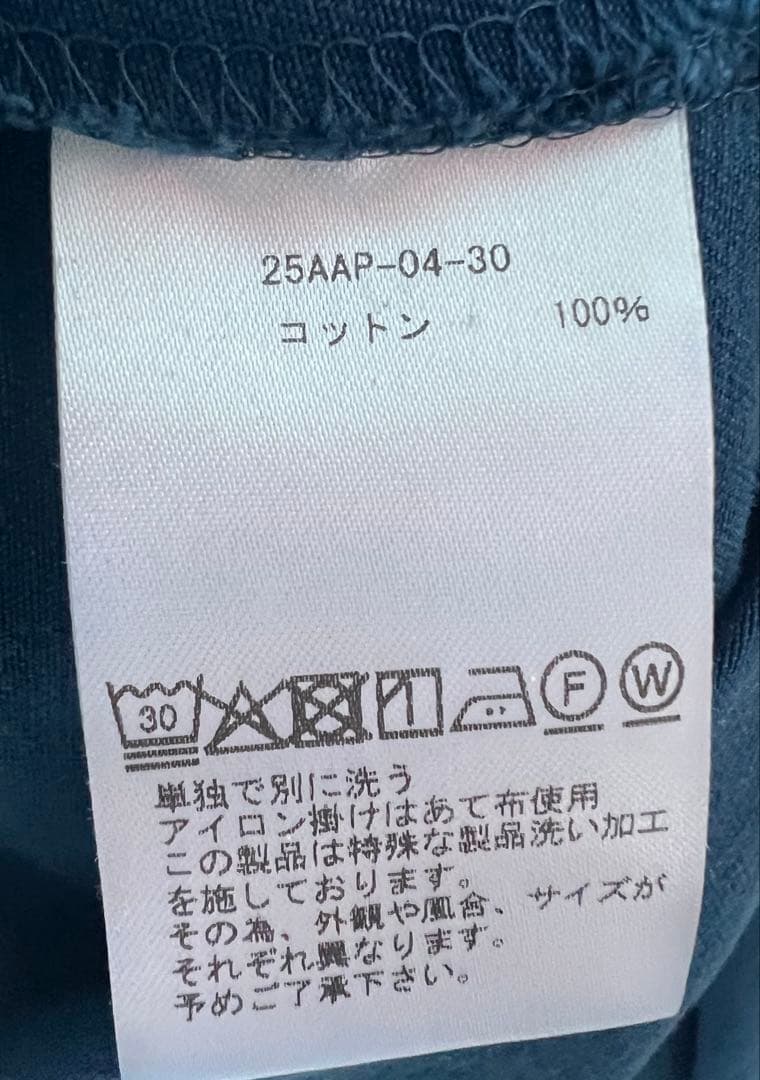 25AAP-04-30
コットン 100%
30 F W
単独で別に洗う
アイロン掛けはあて布使用
この製品は特殊な製品洗い加工
を施しております。
その為、外観や風合、サイズが
それぞれ異なります。
予めご了承下さい。